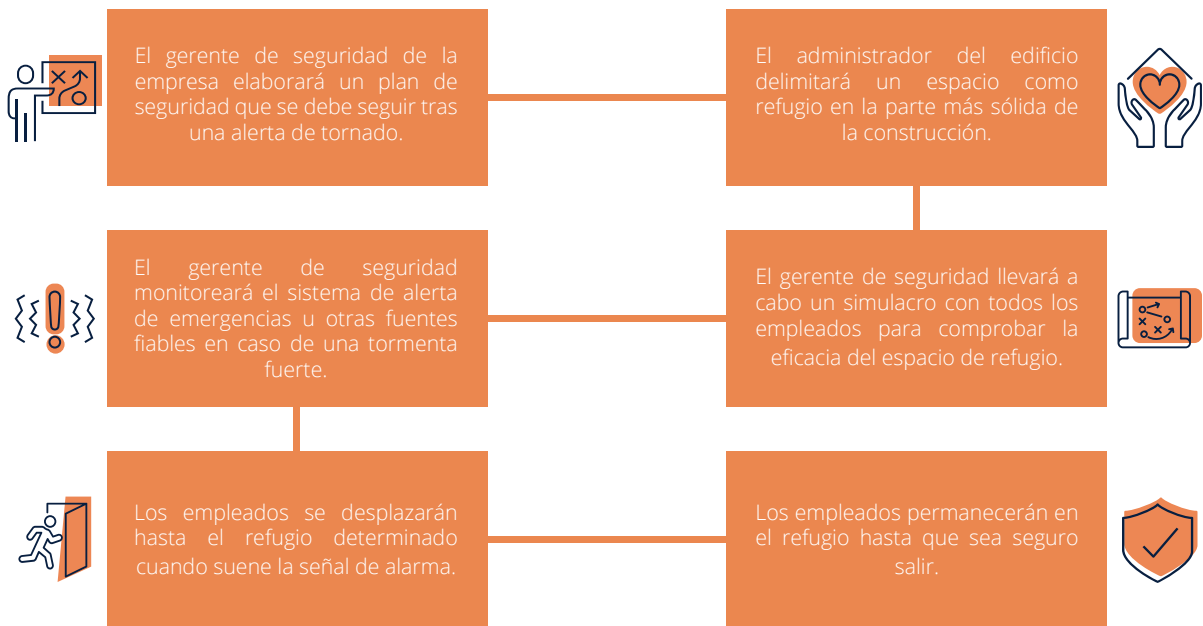 El gerente de seguridad de la
empresa elaborará un plan de
seguridad que se debe seguir tras
una alerta de tornado.
El administrador del edificio
delimitará un espacio como
refugio en la parte más sólida de
la construcción.
El gerente de seguridad llevará a
cabo un simulacro con todos los
empleados para comprobar la
eficacia del espacio de refugio.
El gerente de seguridad
monitoreará el sistema de alerta
de emergencias u otras fuentes
fiables en caso de una tormenta
fuerte.
Los empleados se desplazarán
hasta el refugio determinado
cuando suene la señal de alarma.
Los empleados permanecerán en
el refugio hasta que sea seguro
salir.